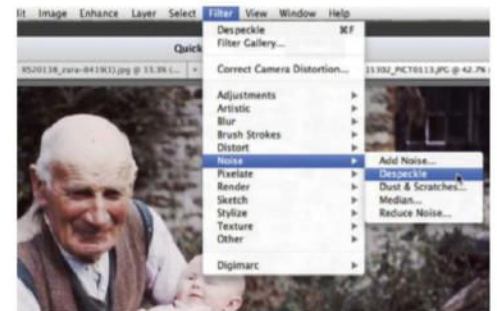 lit Image Enhance Layer Select Filter View Window Help
Despeckle ⌘F
Filter Gallery...
Quick
Correct Camera Distortion...
Adjustments
Artistic
Blur
Brush Strokes
Distort
Noise
Pixelate
Render
Sketch
Stylize
Texture
Other
Digimarc
Add Noise...
Despeckle
Dust & Scratches...
Median...
Reduce Noise...